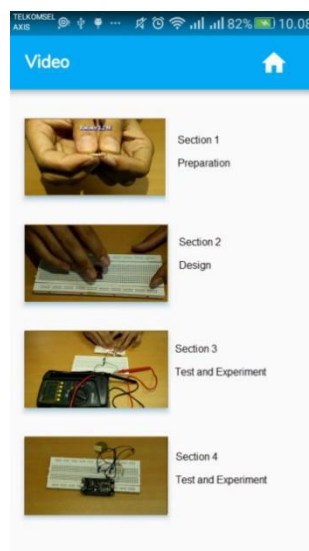 TELKOMSEL
AXIS
82%
10.08
Video
Section 1
Preparation
Section 2
Design
Section 3
Test and Experiment
Section 4
Test and Experiment